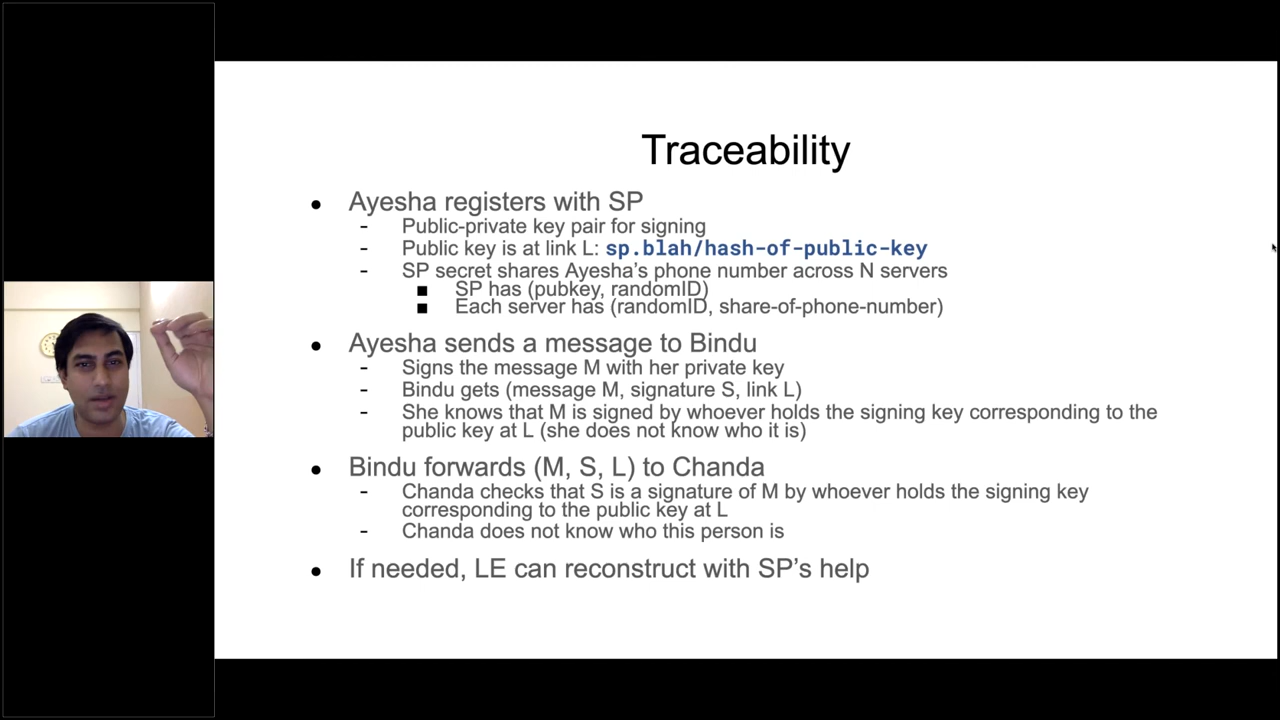 Traceability
● Ayesha registers with SP
- Public-private key pair for signing
- Public key is at link L: sp.blah/hash-of-public-key
- SP secret shares Ayesha's phone number across N servers
■ SP has (pubkey, randomID)
■ Each server has (randomID, share-of-phone-number)
● Ayesha sends a message to Bindu
- Signs the message M with her private key
- Bindu gets (message M, signature S, link L)
- She knows that M is signed by whoever holds the signing key corresponding to the
public key at L (she does not know who it is)
● Bindu forwards (M, S, L) to Chanda
- Chanda checks that S is a signature of M by whoever holds the signing key
corresponding to the public key at L
- Chanda does not know who this person is
● If needed, LE can reconstruct with SP's help